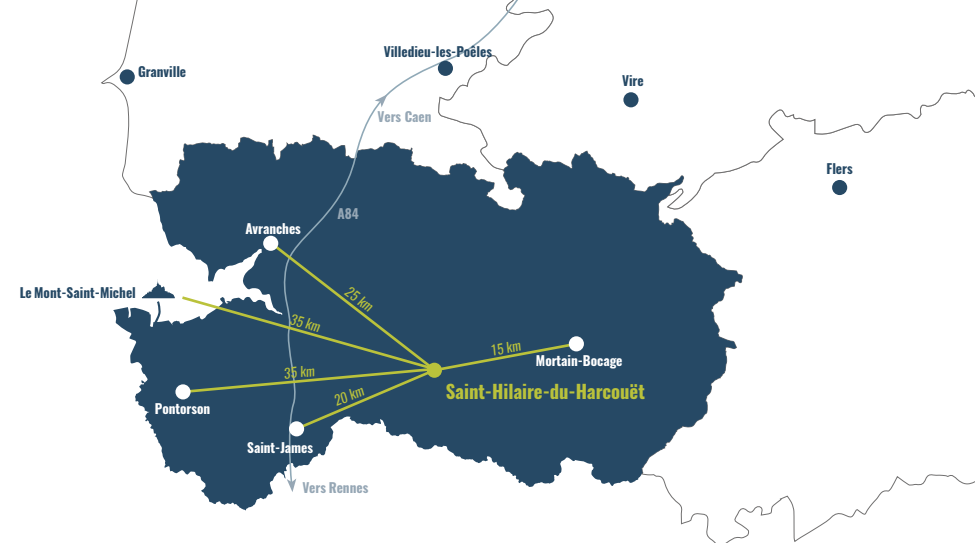 Villedieu-les-Poêles
Granville
Vire
Vers Caen
Flers
A84
Avranches
Le Mont-Saint-Michel
25 km
35 km
15 km
Mortain-Bocage
35 km
Saint-Hilaire-du-Harcouët
20 km
Pontorson
Saint-James
Vers Rennes